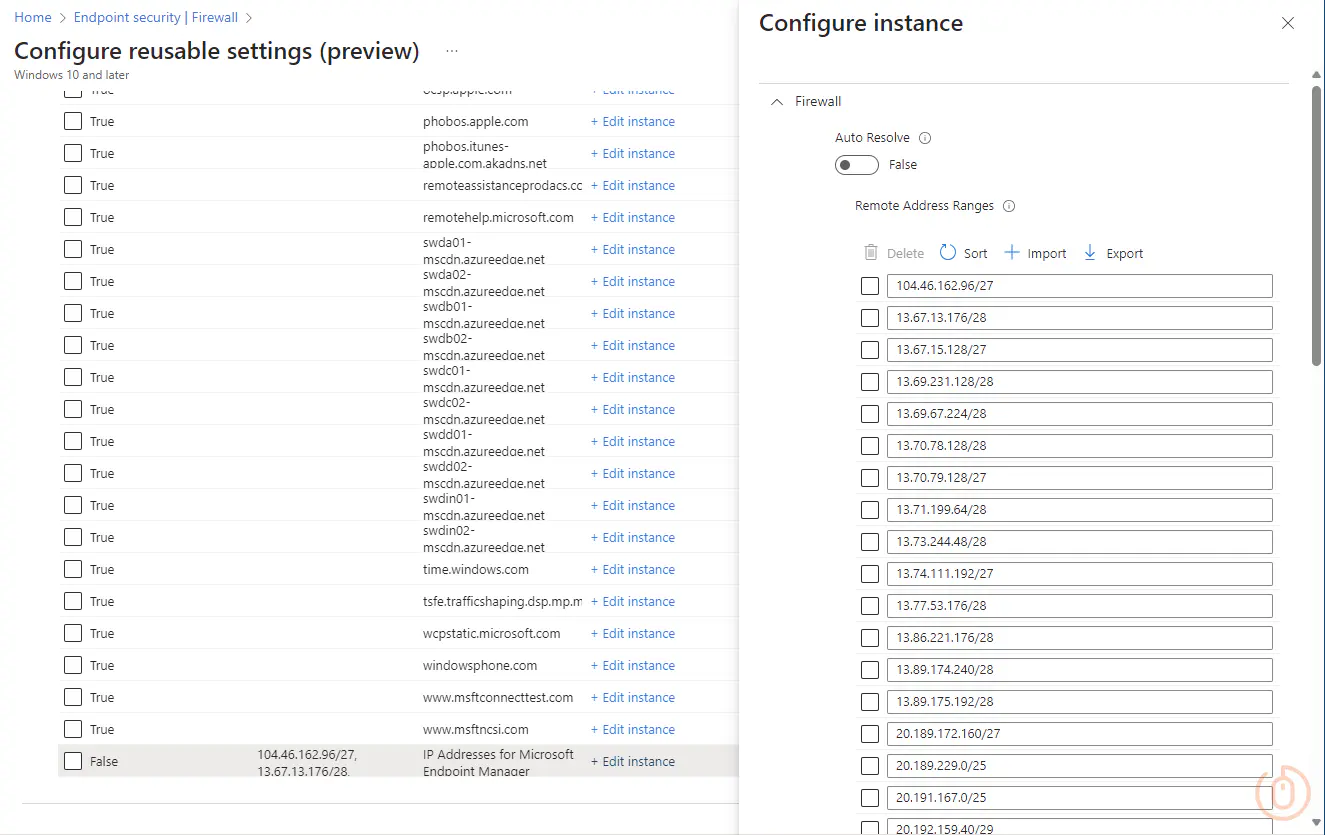 Home > Endpoint security | Firewall >
Configure reusable settings (preview) ...
Windows 10 and later
True ocsp.apple.com + Edit instance
True phobos.apple.com + Edit instance
True phobos.itunes-
apple.com.akadns.net + Edit instance
True remoteassistanceprodacs.cc + Edit instance
True remotehelp.microsoft.com + Edit instance
True swda01-
mscdn.azureedge.net + Edit instance
True swda02-
mscdn.azureedge.net + Edit instance
True swdb01-
mscdn.azureedge.net + Edit instance
True swdb02-
mscdn.azureedge.net + Edit instance
True swdc01-
mscdn.azureedge.net + Edit instance
True swdc02-
mscdn.azureedge.net + Edit instance
True swdd01-
mscdn.azureedge.net + Edit instance
True swdd02-
mscdn.azureedge.net + Edit instance
True swdin01-
mscdn.azureedge.net + Edit instance
True swdin02-
mscdn.azureedge.net + Edit instance
True time.windows.com + Edit instance
True tsfe.trafficshaping.dsp.mp.m + Edit instance
True wcpstatic.microsoft.com + Edit instance
True windowsphone.com + Edit instance
True www.msftconnecttest.com + Edit instance
True www.msftncsi.com + Edit instance
False 104.46.162.96/27, IP Addresses for Microsoft + Edit instance
13.67.13.176/28, Endpoint Manager
Configure instance
Firewall
Auto Resolve
False
Remote Address Ranges
Delete Sort Import Export
104.46.162.96/27
13.67.13.176/28
13.67.15.128/27
13.69.231.128/28
13.69.67.224/28
13.70.78.128/28
13.70.79.128/27
13.71.199.64/28
13.73.244.48/28
13.74.111.192/27
13.77.53.176/28
13.86.221.176/28
13.89.174.240/28
13.89.175.192/28
20.189.172.160/27
20.189.229.0/25
20.191.167.0/25
20.192.159.40/29